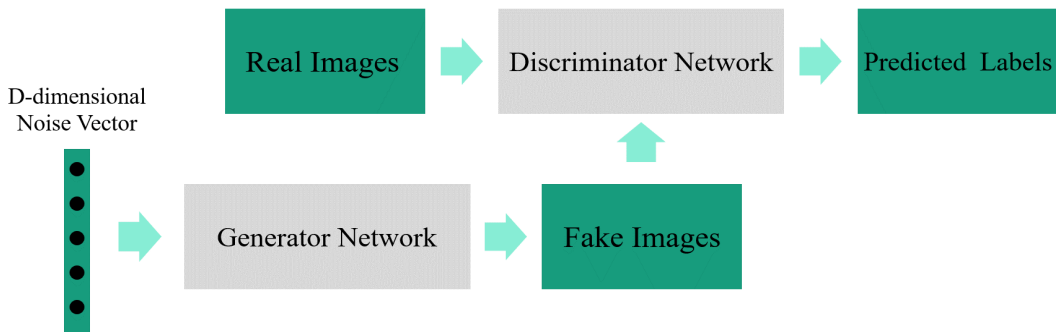 Real Images
Discriminator Network
Predicted Labels
D-dimensional
Noise Vector
Generator Network
Fake Images